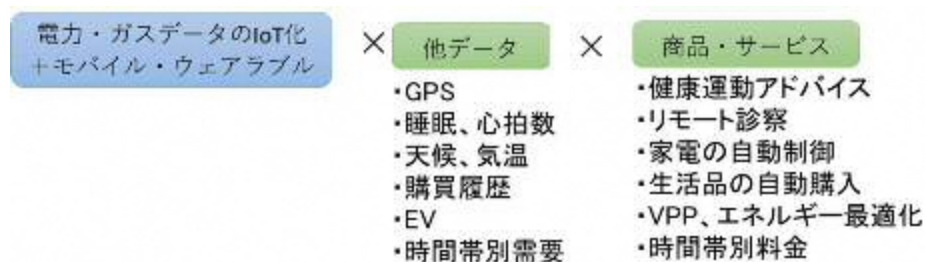 電力・ガスデータのIoT化
＋モバイル・ウェアラブル
×
他データ
×
商品・サービス
・GPS
・睡眠、心拍数
・天候、気温
・購買履歴
・EV
・時間帯別需要
・健康運動アドバイス
・リモート診察
・家電の自動制御
・生活品の自動購入
・VPP、エネルギー最適化
・時間帯別料金